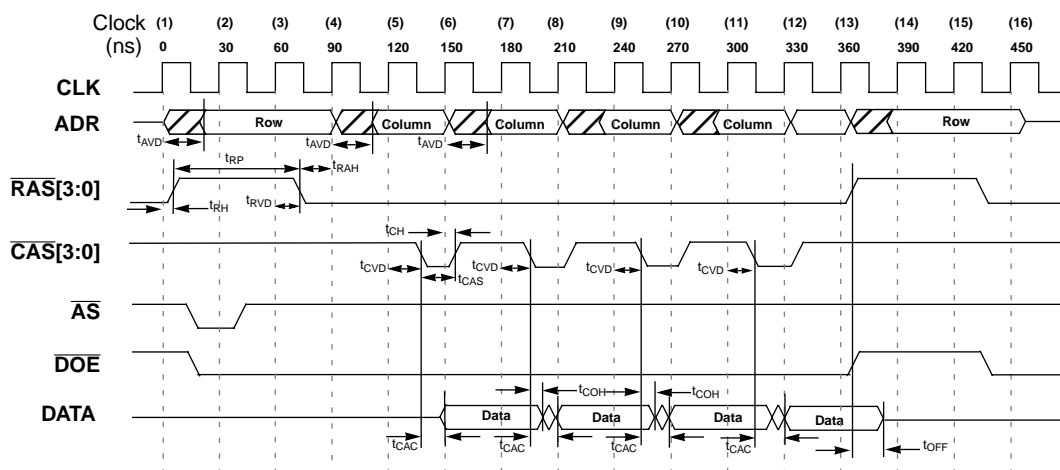 Clock (1) (2) (3) (4) (5) (6) (7) (8) (9) (10) (11) (12) (13) (14) (15) (16)
(ns) 0 30 60 90 120 150 180 210 240 270 300 330 360 390 420 450
CLK
ADR Row Column Column Column Column Row
tAVD tAVD tAVD
tRP tRAH
RAS[3:0]
tRH tRVD
tCH
CAS[3:0]
tCVD tCVD tCVD tCVD
tCAS
AS
DOE
tCOH tCOH
DATA Data Data Data Data
tCAC tCAC tCAC tCAC tOFF